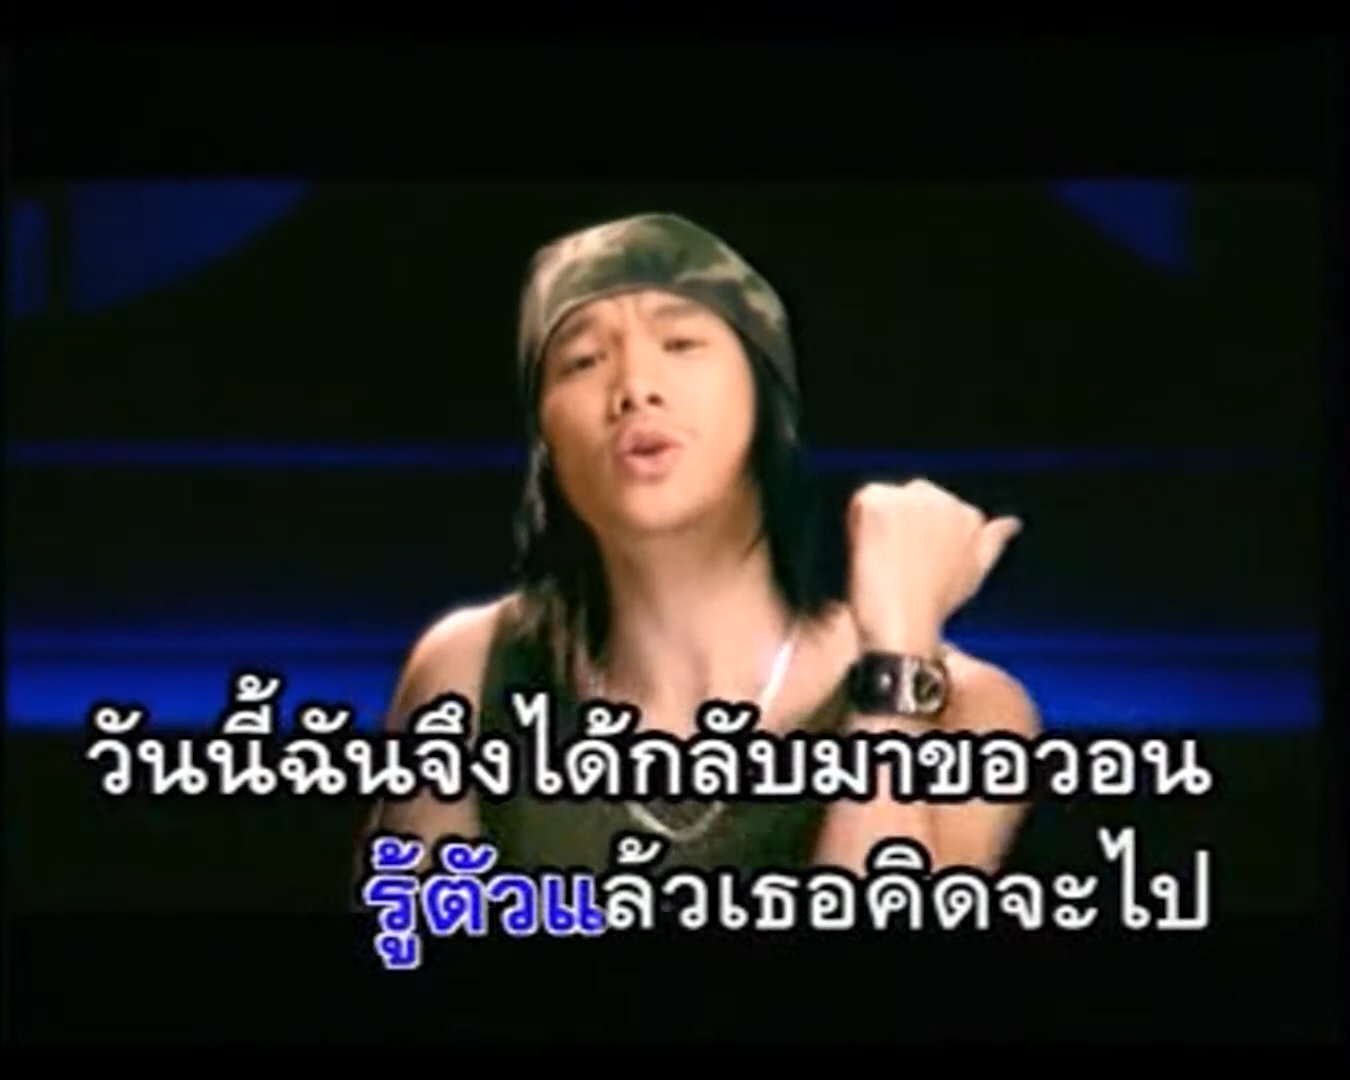 วันนี้ฉันจึงได้กลับมาขอวอน
รู้ตัวแล้วเธอคิดจะไป